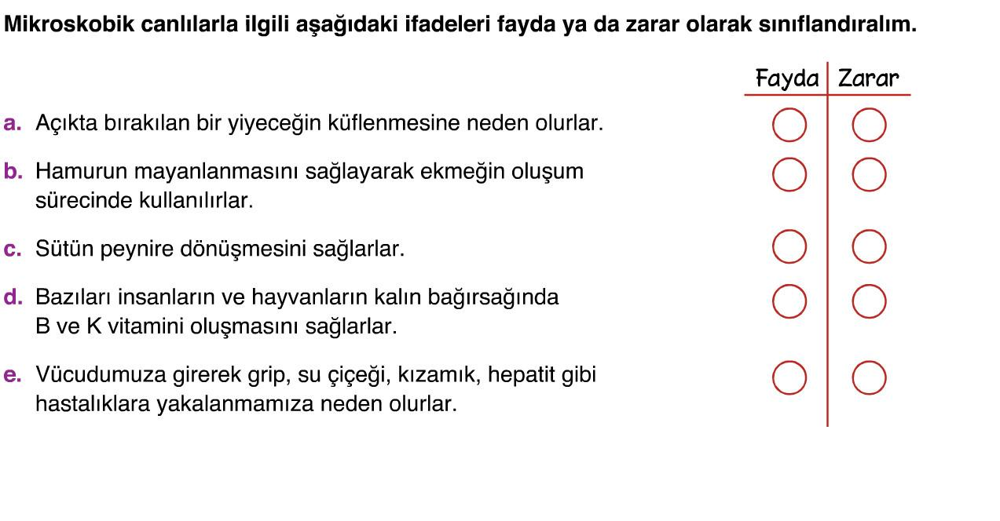 Mikroskobik canlılarla ilgili aşağıdaki ifadeleri fayda ya da zarar olarak sınıflandıralım.
Fayda Zarar
a. Açıkta bırakılan bir yiyeceğin küflenmesine neden olurlar.
b. Hamurun mayanlanmasını sağlayarak ekmeğin oluşum
sürecinde kullanılırlar.
c. Sütün peynire dönüşmesini sağlarlar.
d. Bazıları insanların ve hayvanların kalın bağırsağında
B ve K vitamini oluşmasını sağlarlar.
e. Vücudumuza girerek grip, su çiçeği, kızamık, hepatit gibi
hastalıklara yakalanmamıza neden olurlar.